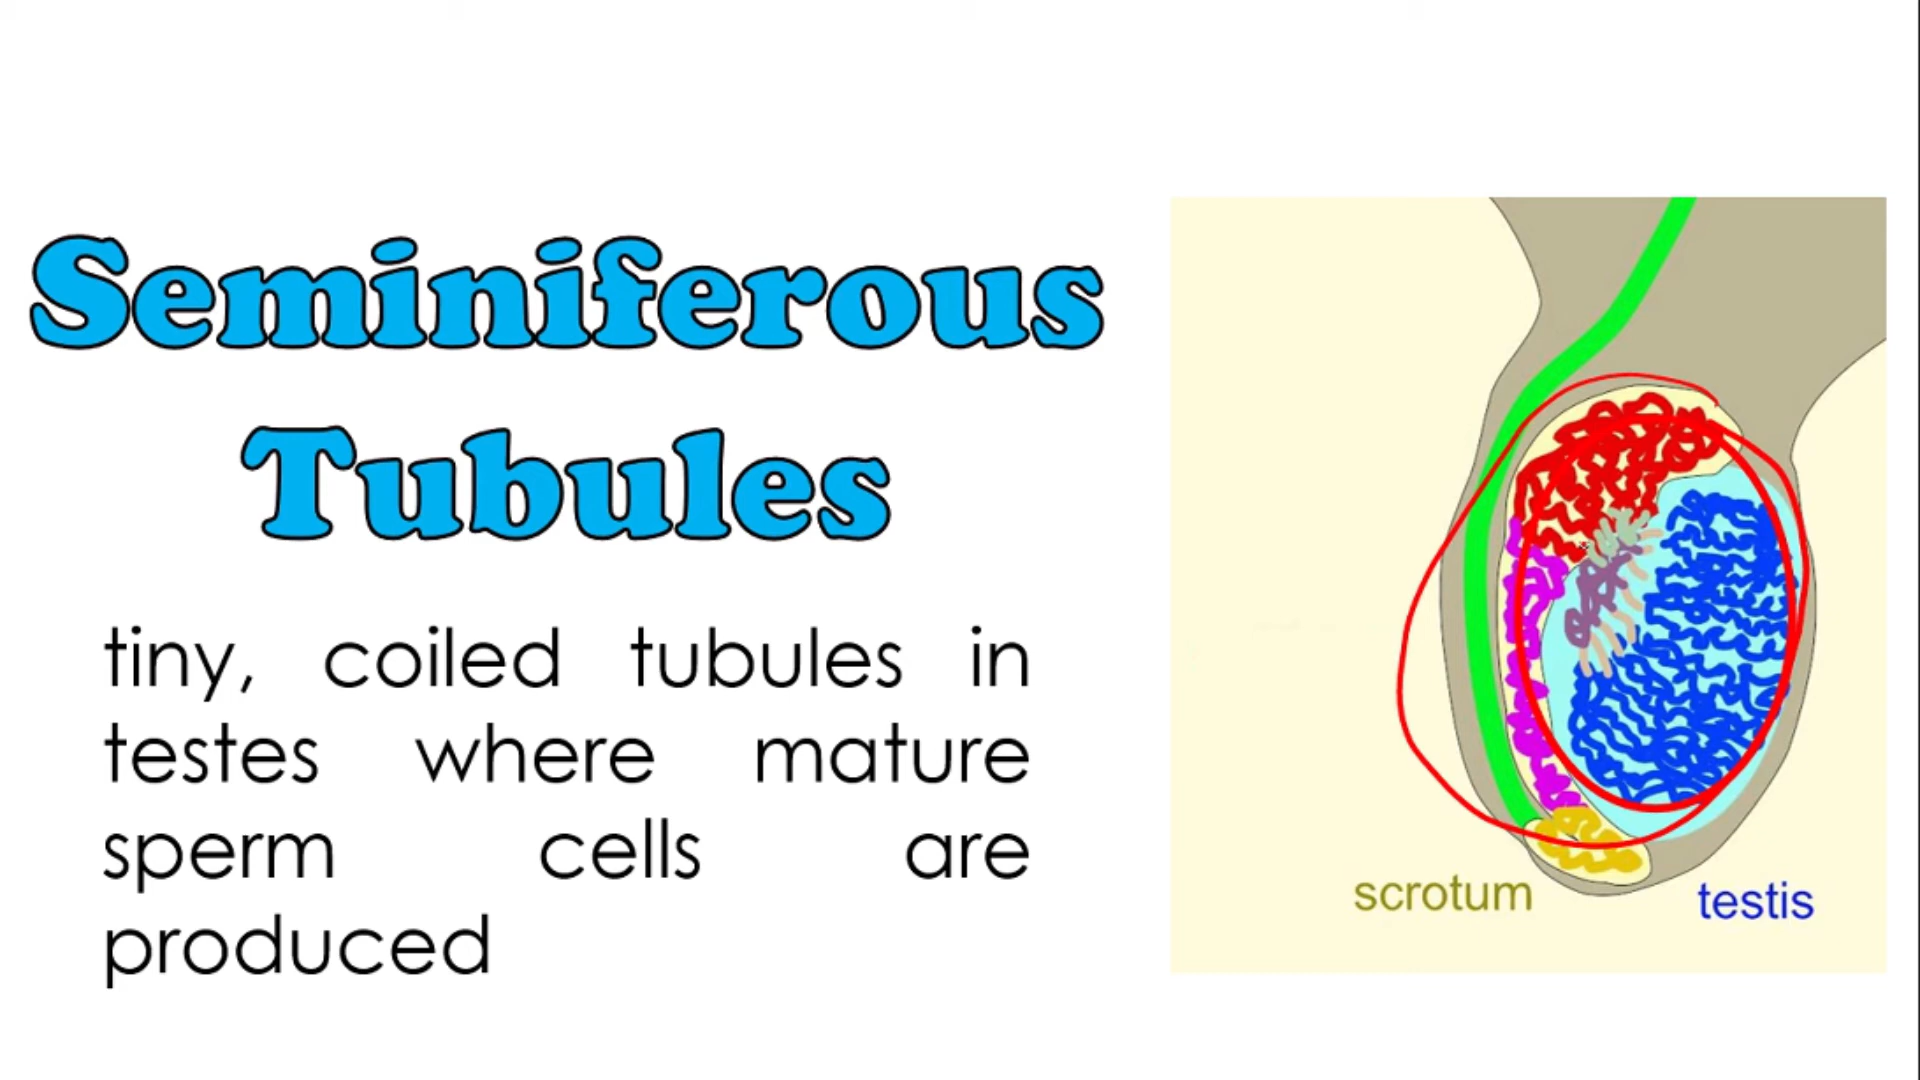 Seminiferous
Tubules
tiny, coiled tubules in
testes where mature
sperm cells are
produced
scrotum
testis